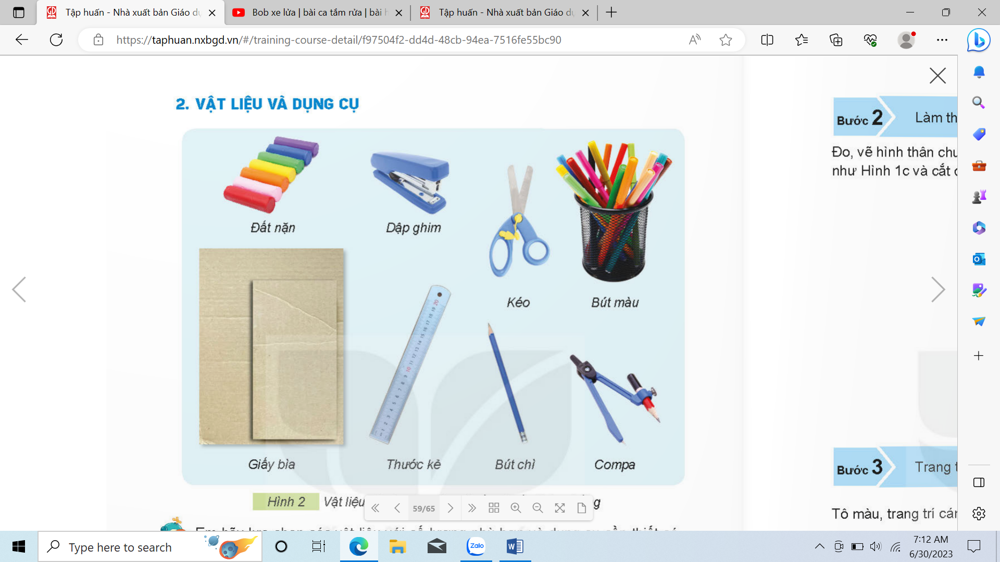 Tập huấn - Nhà xuất bản Giáo dụ
Bob xe lửa | bài ca tắm rửa | bài h
Tập huấn - Nhà xuất bản Giáo dụ
https://taphuan.nxbgd.vn/#/training-course-detail/f97504f2-dd4d-48cb-94ea-7516fe55bc90
2. VẬT LIỆU VÀ DỤNG CỤ
Đất nặn
Dập ghim
Kéo
Bút màu
Giấy bìa
Thước kẻ
Bút chì
Compa
Hình 2 Vật liệu
59/65
Bước 2 Làm th
Đo, vẽ hình thân chu
như Hình 1c và cắt
Bước 3 Trang t
Tô màu, trang trí cán
Type here to search
Zalo
7:12 AM
6/30/2023